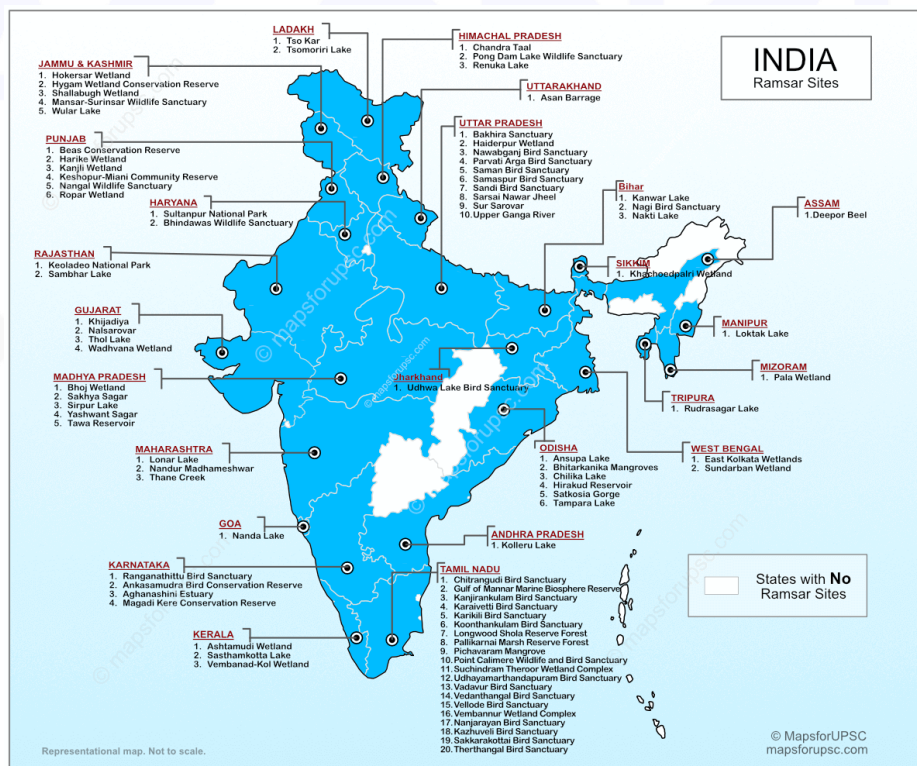 INDIA
Ramsar Sites
LADAKH
1. Tso Kar
2. Tsomoriri Lake
HIMACHAL PRADESH
1. Chandra Taal
2. Pong Dam Lake Wildlife Sanctuary
3. Renuka Lake
JAMMU & KASHMIR
1. Hokersar Wetland
2. Hygam Wetland Conservation Reserve
3. Shallabugh Wetland
4. Mansar-Surinsar Wildlife Sanctuary
5. Wular Lake
UTTARAKHAND
1. Asan Barrage
UTTAR PRADESH
1. Bakhira Sanctuary
2. Haiderpur Wetland
3. Nawabganj Bird Sanctuary
4. Parvati Arga Bird Sanctuary
5. Saman Bird Sanctuary
6. Samaspur Bird Sanctuary
7. Sandi Bird Sanctuary
8. Sarsai Nawar Jheel
9. Sur Sarovar
10.Upper Ganga River
PUNJAB
1. Beas Conservation Reserve
2. Harike Wetland
3. Kanjli Wetland
4. Keshopur-Miani Community Reserve
5. Nangal Wildlife Sanctuary
6. Ropar Wetland
HARYANA
1. Sultanpur National Park
2. Bhindawas Wildlife Sanctuary
Bihar
1. Kanwar Lake
2. Nagi Bird Sanctuary
3. Nakti Lake
ASSAM
1.Deepor Beel
RAJASTHAN
1. Keoladeo National Park
2. Sambhar Lake
SIKKIM
1. Khachoedpalri Wetland
GUJARAT
1. Khijadiya
2. Nalsarovar
3. Thol Lake
4. Wadhvana Wetland
MANIPUR
1. Loktak Lake
MADHYA PRADESH
1. Bhoj Wetland
2. Sakhya Sagar
3. Sirpur Lake
4. Yashwant Sagar
5. Tawa Reservoir
Jharkhand
1. Udhwa Lake Bird Sanctuary
MIZORAM
1. Pala Wetland
TRIPURA
1. Rudrasagar Lake
MAHARASHTRA
1. Lonar Lake
2. Nandur Madhameshwar
3. Thane Creek
ODISHA
1. Ansupa Lake
2. Bhitarkanika Mangroves
3. Chilika Lake
4. Hirakud Reservoir
5. Satkosia Gorge
6. Tampara Lake
WEST BENGAL
1. East Kolkata Wetlands
2. Sundarban Wetland
GOA
1. Nanda Lake
ANDHRA PRADESH
1. Kolleru Lake
KARNATAKA
1. Ranganathittu Bird Sanctuary
2. Ankasamudra Bird Conservation Reserve
3. Aghanashini Estuary
4. Magadi Kere Conservation Reserve
TAMIL NADU
1. Chitrangudi Bird Sanctuary
2. Gulf of Mannar Marine Biosphere Reserve
3. Kanjirankulam Bird Sanctuary
4. Karaivetti Bird Sanctuary
5. Karikili Bird Sanctuary
6. Koonthankulam Bird Sanctuary
7. Longwood Shola Reserve Forest
8. Pallikarnai Marsh Reserve Forest
9. Pichavaram Mangrove
10.Point Calimere Wildlife and Bird Sanctuary
11.Suchindram Theroor Wetland Complex
12.Udhayamarthandapuram Bird Sanctuary
13.Vadavur Bird Sanctuary
14.Vedanthangal Bird Sanctuary
15.Vellode Bird Sanctuary
16.Vembannur Wetland Complex
17.Nanjarayan Bird Sanctuary
18.Kazhuveli Bird Sanctuary
19.Sakkarakottai Bird Sanctuary
20. Therthangal Bird Sanctuary
States with No
Ramsar Sites
KERALA
1. Ashtamudi Wetland
2. Sasthamkotta Lake
3. Vembanad-Kol Wetland
Representational map. Not to scale.
© MapsforUPSC
mapsforupsc.com
© mapsforupsc.com
© mapsforupsc.com